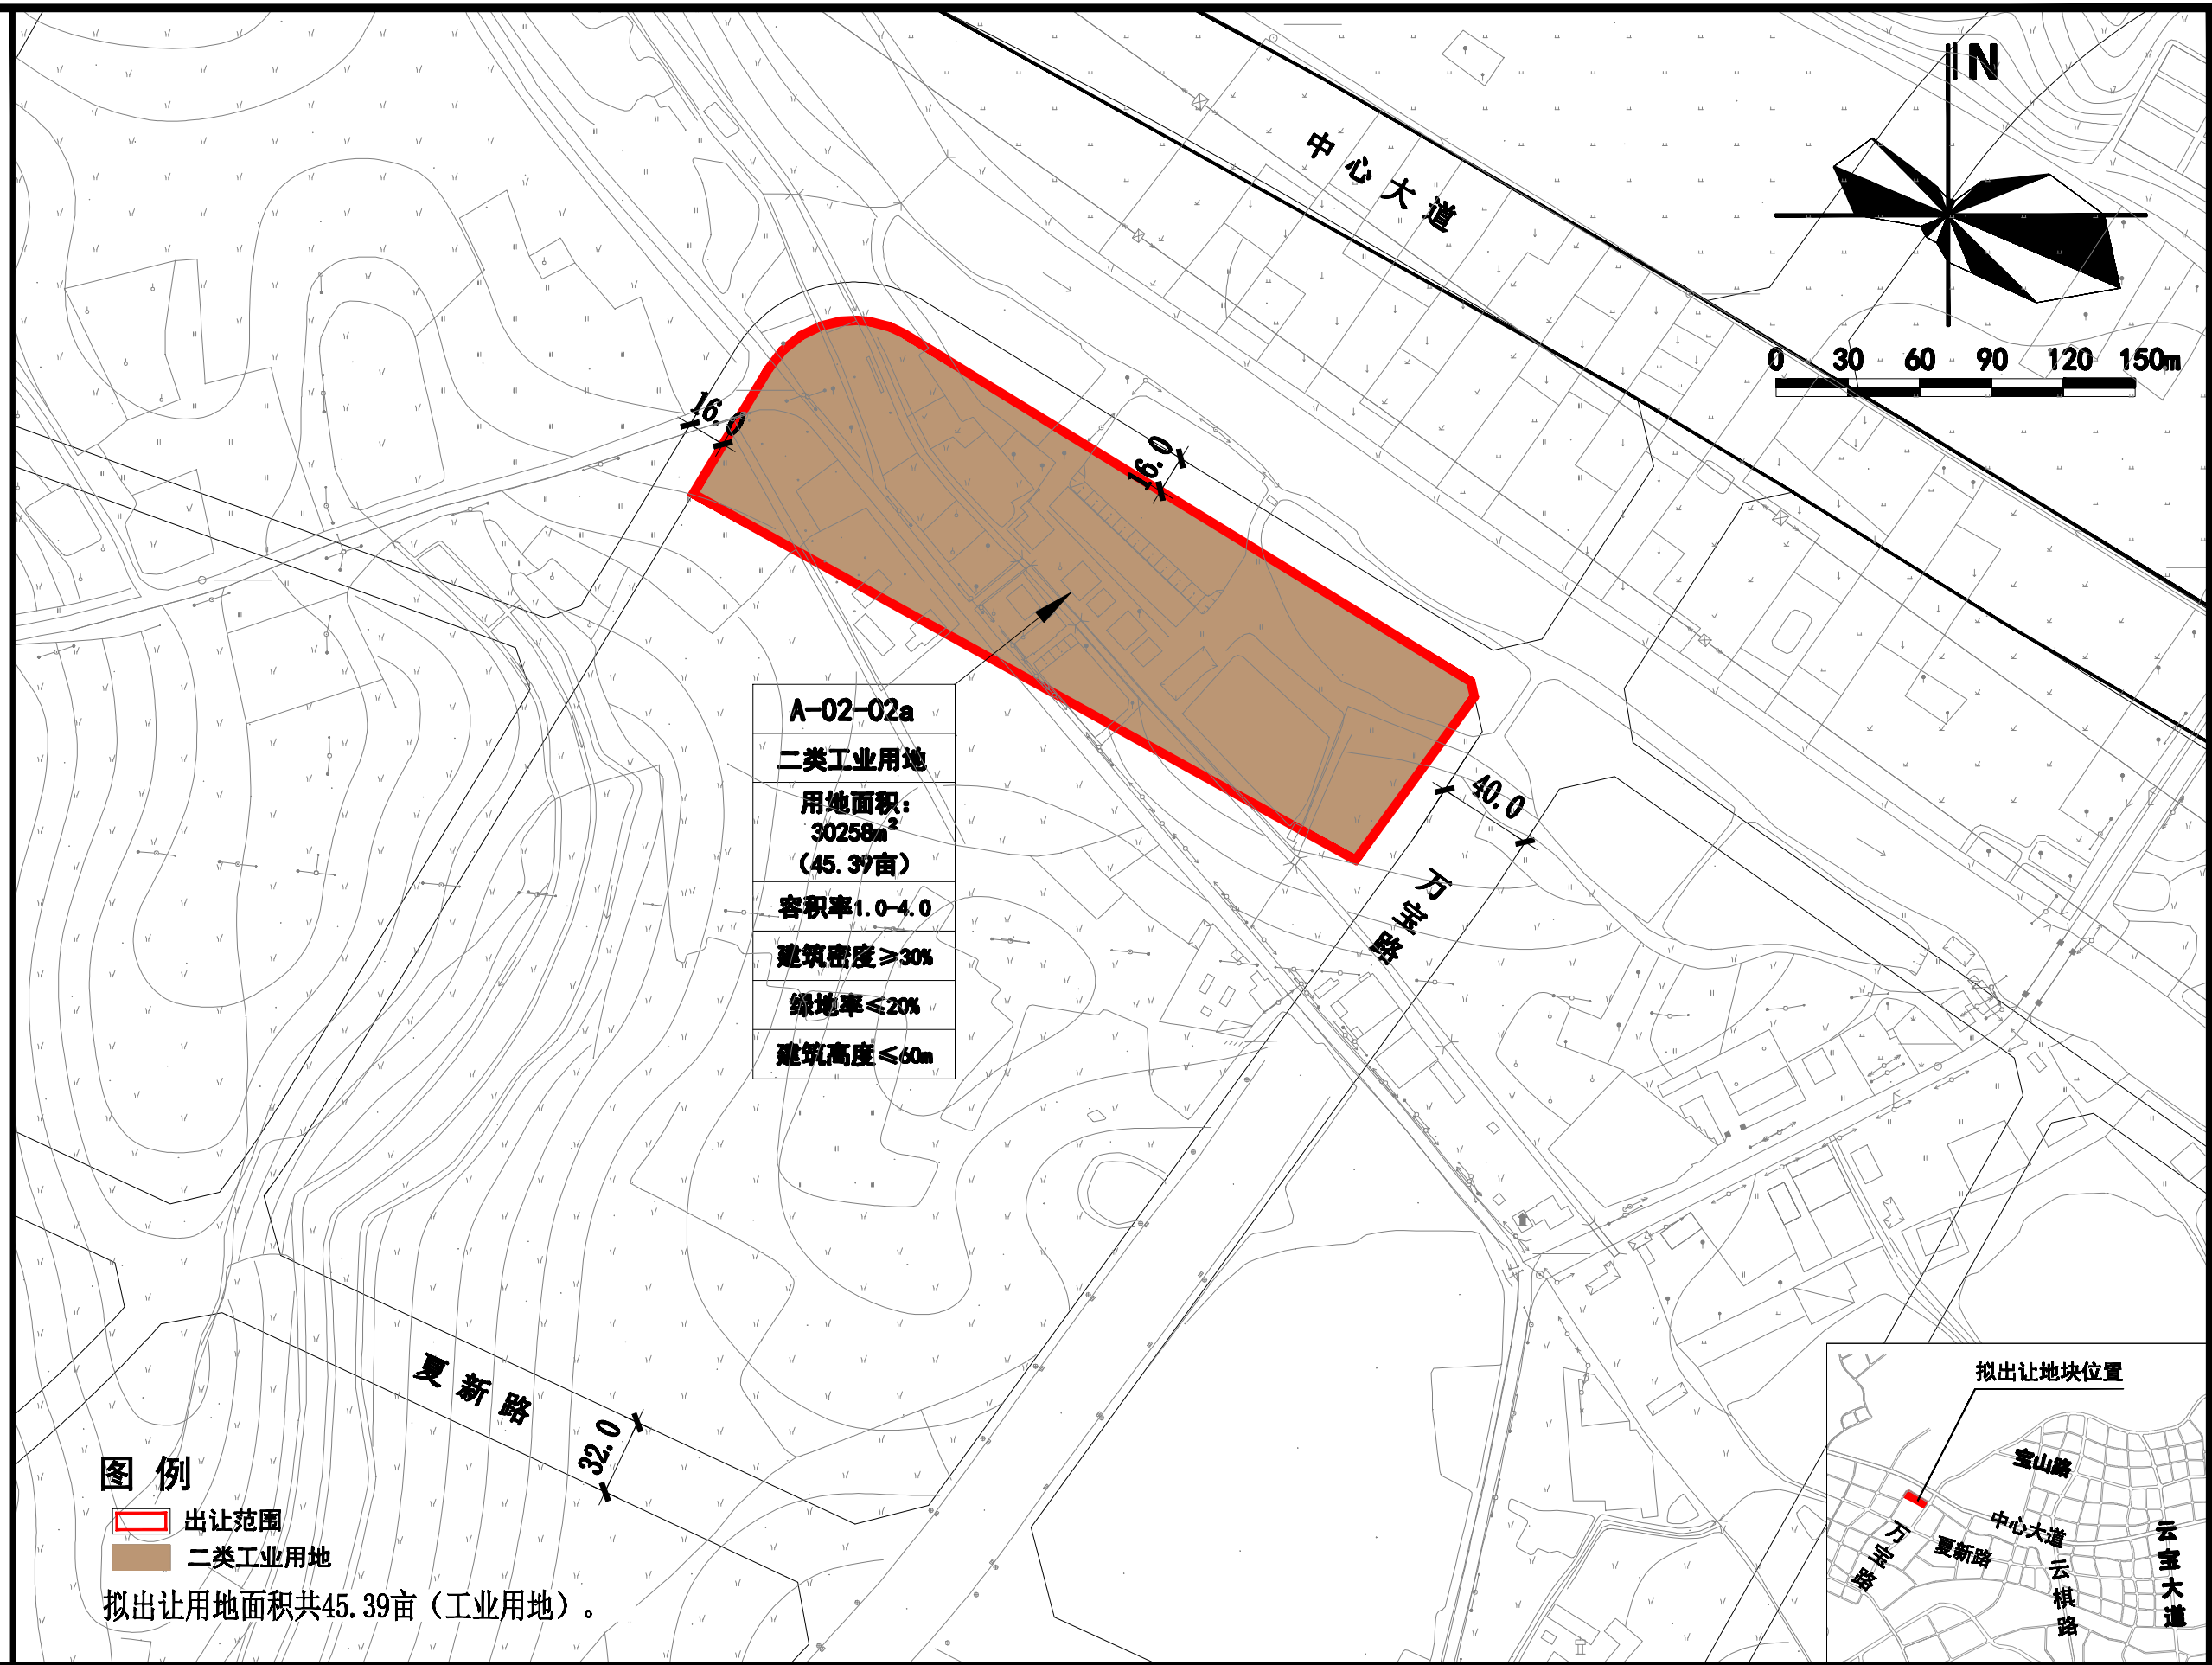 N
中心大道
0 30 60 90 120 150m
16.0
16.0
A-02-02a
二类工业用地
用地面积:
30258m²
(45.39亩)
容积率1.0-4.0
建筑密度≥30%
绿地率≤20%
建筑高度≤60m
40.0
万宝路
夏新路
32.0
图 例
出让范围
二类工业用地
拟出让用地面积共45.39亩（工业用地）。
拟出让地块位置
宝山路
中心大道
万宝路
夏新路
云棋路
云宝大道